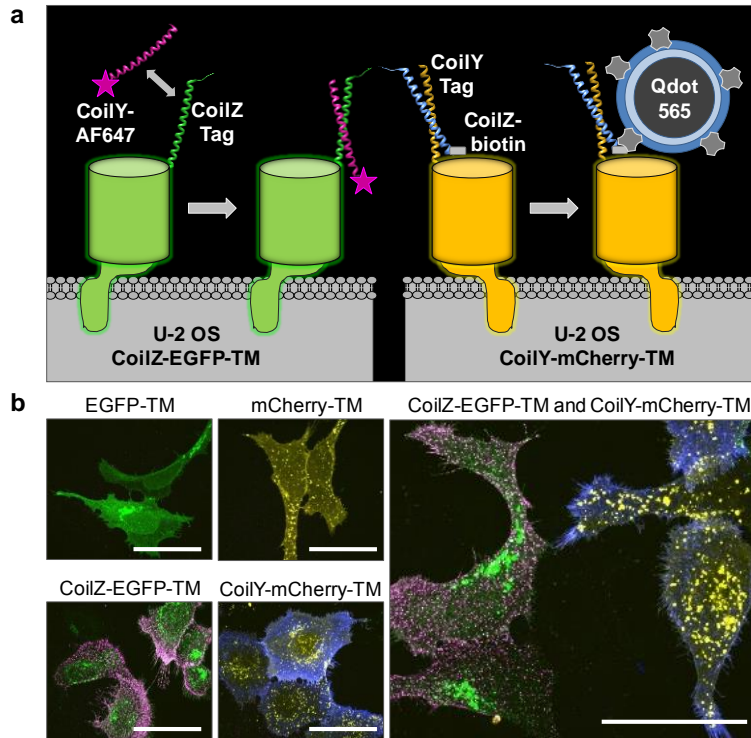 a
CoilY-
AF647
CoilZ
Tag
CoilY
Tag
CoilZ-
biotin
Qdot
565
U-2 OS
CoilZ-EGFP-TM
U-2 OS
CoilY-mCherry-TM
b
EGFP-TM
mCherry-TM
CoilZ-EGFP-TM and CoilY-mCherry-TM
CoilZ-EGFP-TM
CoilY-mCherry-TM